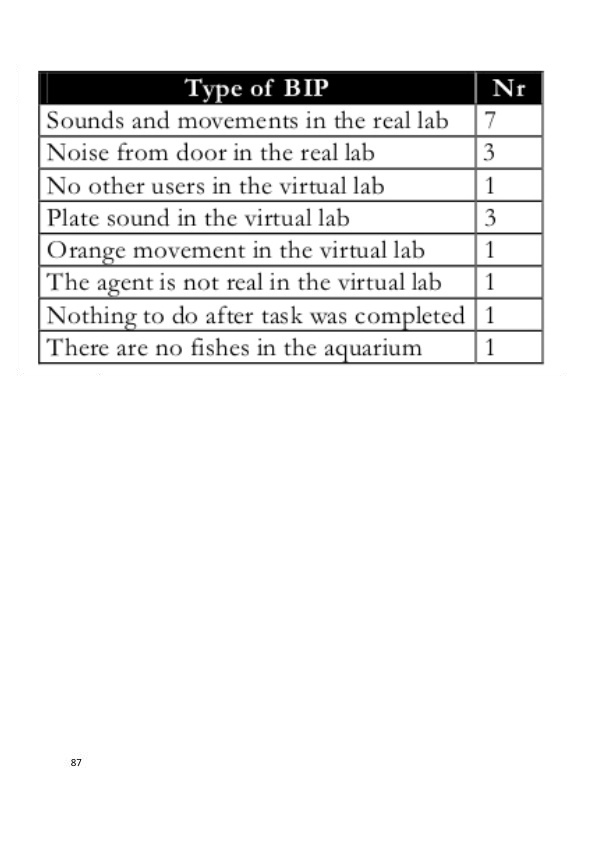 Type of BIP Nr
Sounds and movements in the real lab 7
Noise from door in the real lab 3
No other users in the virtual lab 1
Plate sound in the virtual lab 3
Orange movement in the virtual lab 1
The agent is not real in the virtual lab 1
Nothing to do after task was completed 1
There are no fishes in the aquarium 1
87